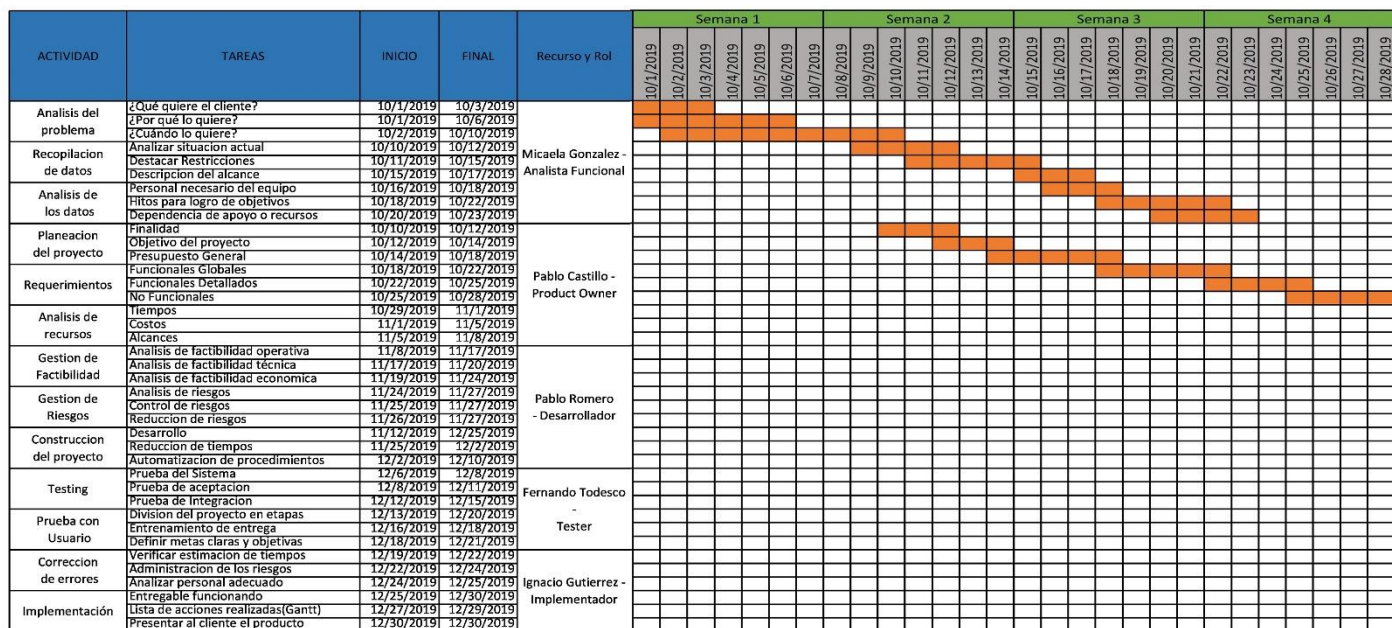 Semana 1 Semana 2 Semana 3 Semana 4
ACTIVIDAD TAREAS INICIO FINAL Recurso y Rol 10/1/2019 10/2/2019 10/3/2019 10/4/2019 10/5/2019 10/6/2019 10/7/2019 10/8/2019 10/9/2019 10/10/2019 10/11/2019 10/12/2019 10/13/2019 10/14/2019 10/15/2019 10/16/2019 10/17/2019 10/18/2019 10/19/2019 10/20/2019 10/21/2019 10/22/2019 10/23/2019 10/24/2019 10/25/2019 10/26/2019 10/27/2019 10/28/2019
Analisis del
problema
¿Qué quiere el cliente? 10/1/2019 10/3/2019
¿Por qué lo quiere? 10/1/2019 10/6/2019
¿Cuándo lo quiere? 10/2/2019 10/10/2019
Recopilacion
de datos
Analizar situacion actual 10/10/2019 10/12/2019
Destacar Restricciones 10/11/2019 10/15/2019
Descripcion del alcance 10/15/2019 10/17/2019
Micaela Gonzalez -
Analista Funcional
Analisis de
los datos
Personal necesario del equipo 10/16/2019 10/18/2019
Hitos para logro de objetivos 10/18/2019 10/22/2019
Dependencia de apoyo o recursos 10/20/2019 10/23/2019
Planeacion
del proyecto
Finalidad 10/10/2019 10/12/2019
Objetivo del proyecto 10/12/2019 10/14/2019
Presupuesto General 10/14/2019 10/18/2019
Requerimientos
Funcionales Globales 10/18/2019 10/22/2019
Funcionales Detallados 10/22/2019 10/25/2019
No Funcionales 10/25/2019 10/28/2019
Pablo Castillo -
Product Owner
Analisis de
recursos
Tiempos 10/29/2019 11/1/2019
Costos 11/1/2019 11/5/2019
Alcances 11/5/2019 11/8/2019
Gestion de
Factibilidad
Analisis de factibilidad operativa 11/8/2019 11/17/2019
Analisis de factibilidad técnica 11/17/2019 11/20/2019
Analisis de factibilidad economica 11/19/2019 11/24/2019
Gestion de
Riesgos
Analisis de riesgos 11/24/2019 11/27/2019
Control de riesgos 11/25/2019 11/27/2019
Reduccion de riesgos 11/26/2019 11/27/2019
Pablo Romero
- Desarrollador
Construccion
del proyecto
Desarrollo 11/12/2019 12/25/2019
Reduccion de tiempos 11/25/2019 12/2/2019
Automatizacion de procedimientos 12/2/2019 12/10/2019
Testing
Prueba del Sistema 12/6/2019 12/8/2019
Prueba de aceptacion 12/8/2019 12/11/2019
Prueba de Integracion 12/12/2019 12/15/2019
Fernando Todesco
-
Tester
Prueba con
Usuario
Division del proyecto en etapas 12/13/2019 12/20/2019
Entrenamiento de entrega 12/16/2019 12/18/2019
Definir metas claras y objetivas 12/18/2019 12/21/2019
Correccion
de errores
Verificar estimacion de tiempos 12/19/2019 12/22/2019
Administracion de los riesgos 12/22/2019 12/24/2019
Analizar personal adecuado 12/24/2019 12/25/2019
Ignacio Gutierrez -
Implementador
Implementación
Entregable funcionando 12/25/2019 12/30/2019
Lista de acciones realizadas(Gantt) 12/27/2019 12/29/2019
Presentar al cliente el producto 12/30/2019 12/30/2019